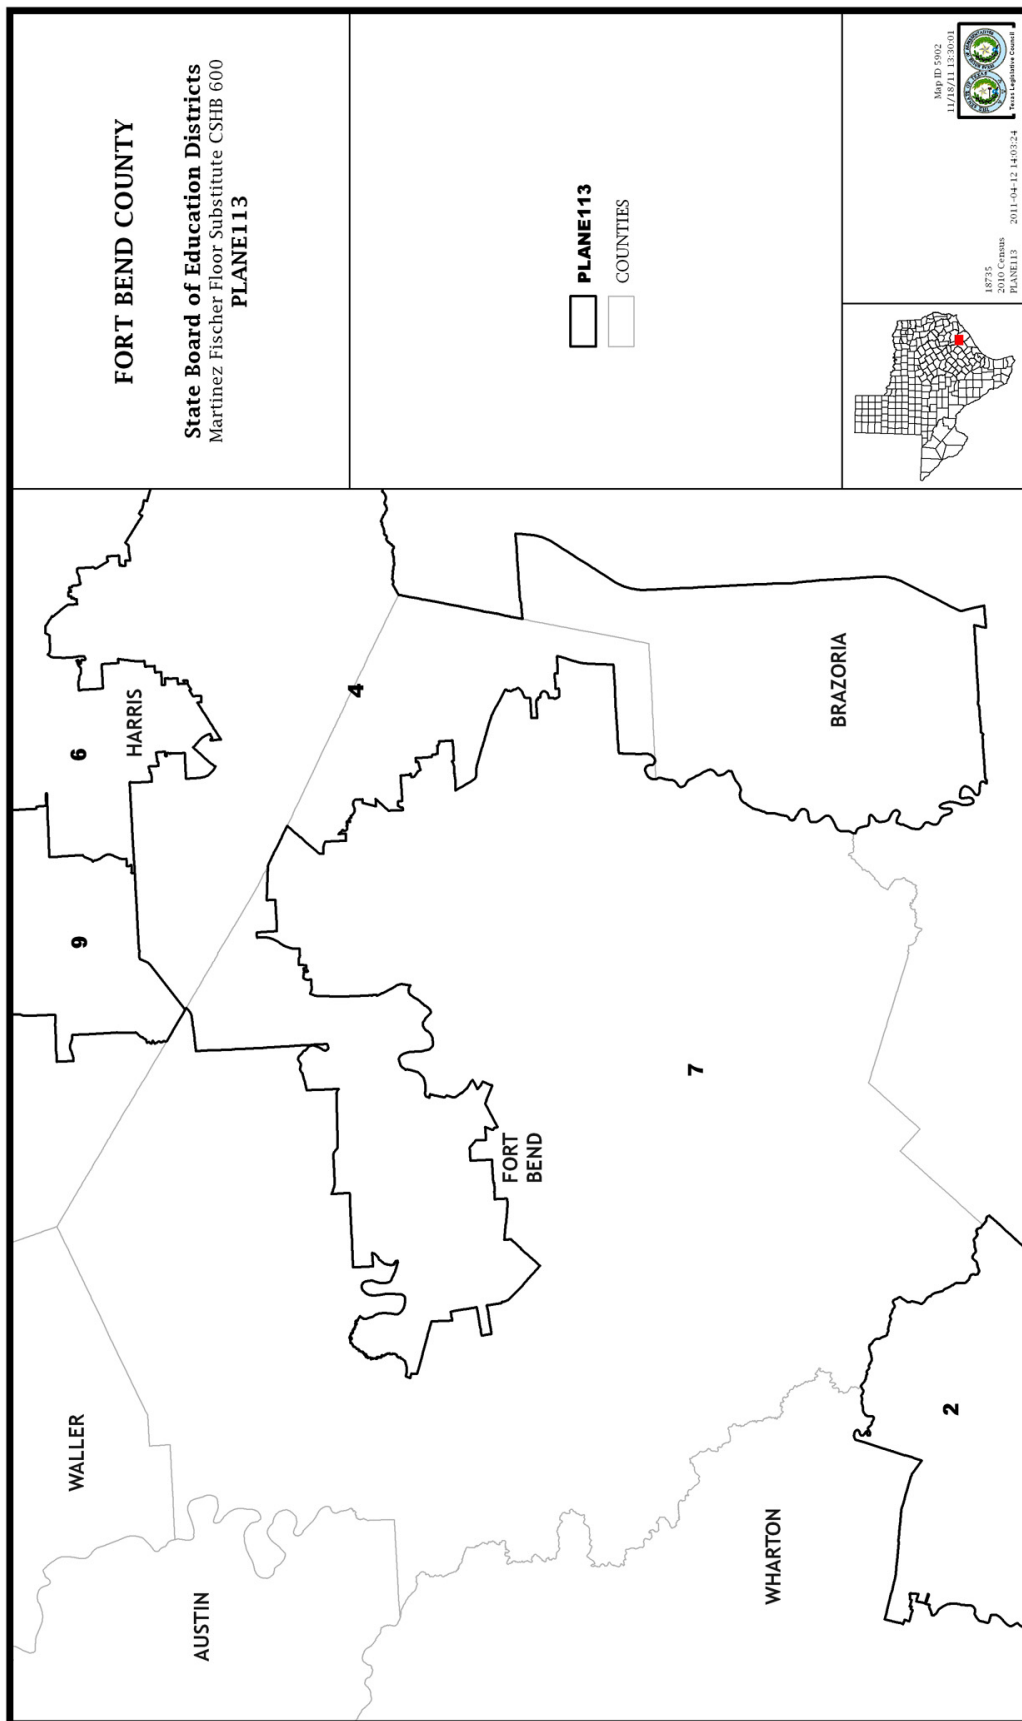 FORT BEND COUNTY
State Board of Education Districts
Martinez Fischer Floor Substitute CSHB 600
PLANE113
PLANE113
COUNTIES
18735
2010 Census
PLANE113 2011-04-12 14:03:24
Map ID 5902
11/18/11 13:30:01
Texas Legislative Council
WALLER
AUSTIN
WHARTON
FORT
BEND
HARRIS
BRAZORIA
9
6
4
7
2